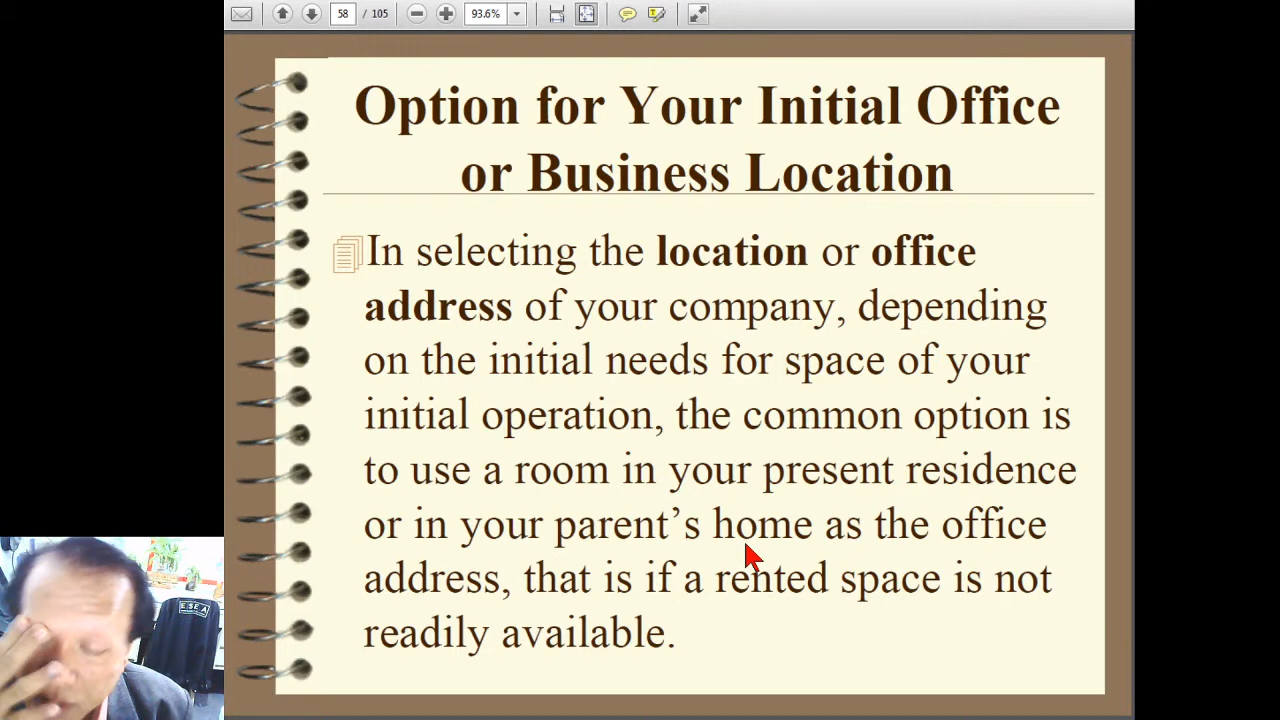 58 / 105 93.6%
Option for Your Initial Office
or Business Location
In selecting the location or office
address of your company, depending
on the initial needs for space of your
initial operation, the common option is
to use a room in your present residence
or in your parent’s home as the office
address, that is if a rented space is not
readily available.
ESEA